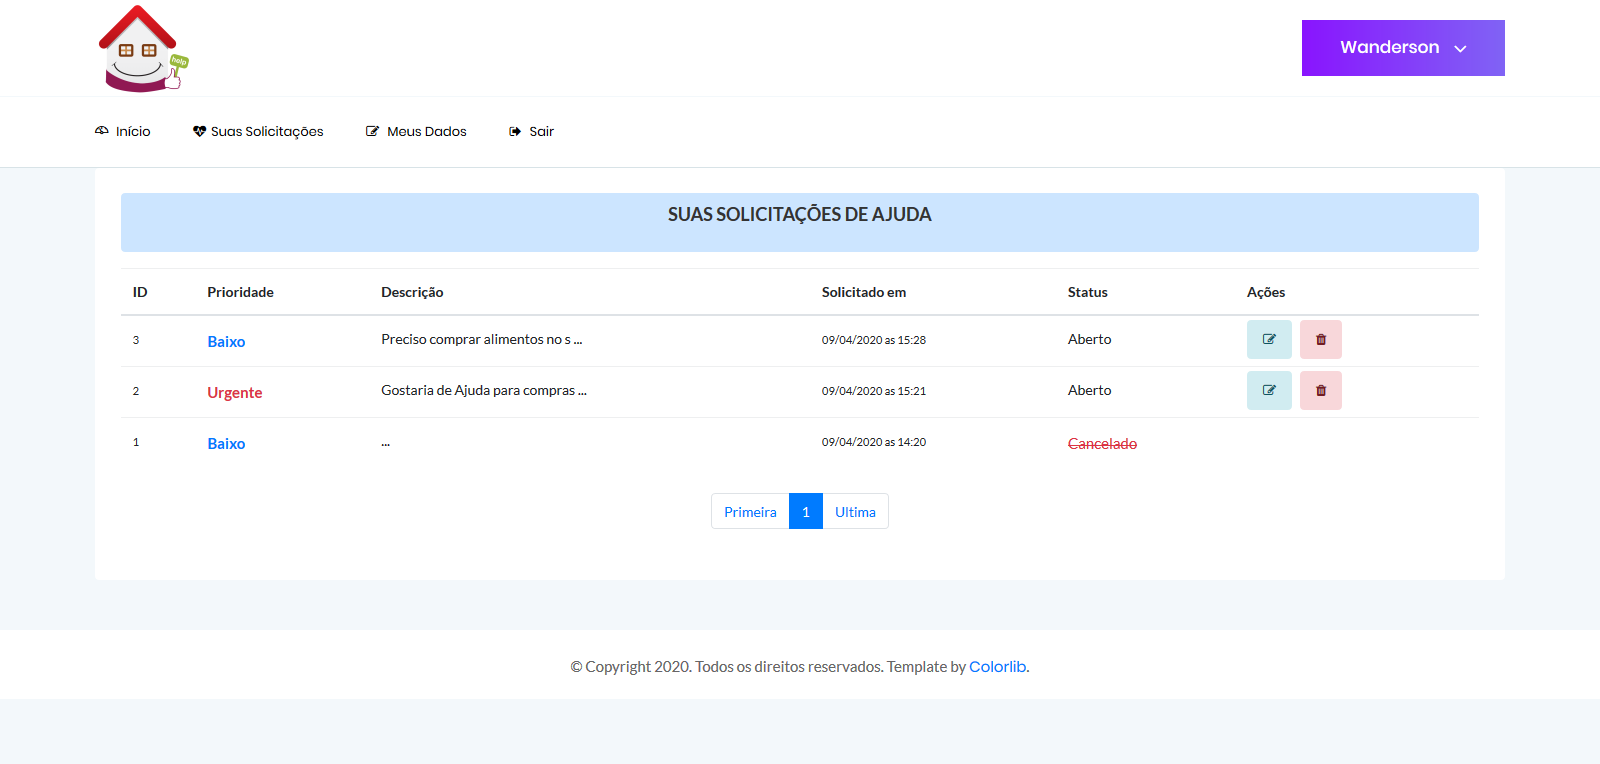 help
Wanderson
Início
Suas Solicitações
Meus Dados
Sair
SUAS SOLICITAÇÕES DE AJUDA
ID Prioridade Descrição Solicitado em Status Ações
3 Baixo Preciso comprar alimentos no s ... 09/04/2020 as 15:28 Aberto
2 Urgente Gostaria de Ajuda para compras ... 09/04/2020 as 15:21 Aberto
1 Baixo ... 09/04/2020 as 14:20 Cancelado
Primeira 1 Ultima
© Copyright 2020. Todos os direitos reservados. Template by Colorlib.